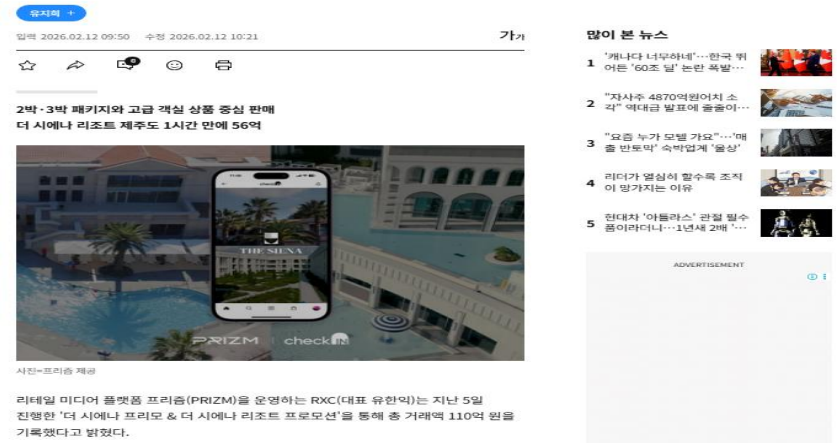 유지희 +
입력 2026.02.12 09:50 수정 2026.02.12 10:21
가가
0
2박·3박 패키지와 고급 객실 상품 중심 판매
더 시에나 리조트 제주도 1시간 만에 56억
THE SIENA
PRIZM | check IN
사진=프리즘 제공
리테일 미디어 플랫폼 프리즘(PRIZM)을 운영하는 RXC(대표 유한익)는 지난 5일
진행한 '더 시에나 프리모 & 더 시에나 리조트 프로모션'을 통해 총 거래액 110억 원을
기록했다고 밝혔다.
많이 본 뉴스
1 '캐나다 너무하네'…한국 뛰
어든 '60조 딜' 논란 폭발…
2 "자사주 4870억원어치 소
각" 역대급 발표에 줄줄이…
3 "요즘 누가 모텔 가요"…'매
출 반토막' 숙박업계 '울상'
4 리더가 열심히 할수록 조직
이 망가지는 이유
5 현대차 '아틀라스' 관절 필수
품이라더니…1년새 2배 '…
ADVERTISEMENT